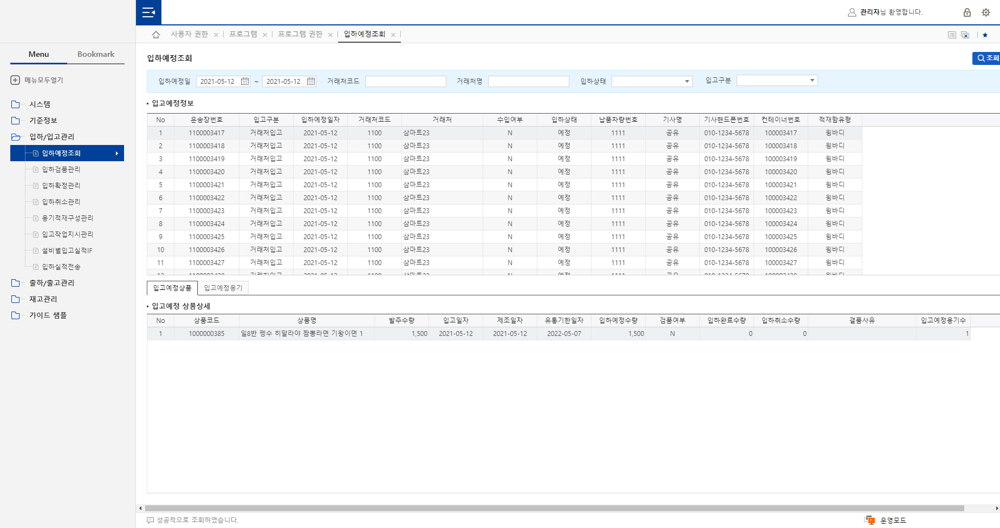 관리자님 환영합니다.
사용자 권한 프로그램 프로그램 권한 입하예정조회
Menu Bookmark
메뉴모두열기
시스템
기준정보
입하/입고관리
입하예정조회
입하검품관리
입하확정관리
입하취소관리
용기적재구성관리
입고작업지시관리
설비별입고실적IF
입하실적전송
출하/출고관리
재고관리
가이드 샘플
입하예정조회
조회
입하예정일 2021-05-12 ~ 2021-05-12 거래처코드 거래처명 입하상태 입고구분
입고예정정보
No 운송장번호 입고구분 입하예정일자 거래처코드 거래처 수입여부 입하상태 납품차량번호 기사명 기사핸드폰번호 컨테이너번호 적재함유형
1 1100003417 거래처입고 2021-05-12 1100 삼마트23 N 예정 1111 공유 010-1234-5678 100003417 윙바디
2 1100003418 거래처입고 2021-05-12 1100 삼마트23 N 예정 1111 공유 010-1234-5678 100003418 윙바디
3 1100003419 거래처입고 2021-05-12 1100 삼마트23 N 예정 1111 공유 010-1234-5678 100003419 윙바디
4 1100003420 거래처입고 2021-05-12 1100 삼마트23 N 예정 1111 공유 010-1234-5678 100003420 윙바디
5 1100003421 거래처입고 2021-05-12 1100 삼마트23 N 예정 1111 공유 010-1234-5678 100003421 윙바디
6 1100003422 거래처입고 2021-05-12 1100 삼마트23 N 예정 1111 공유 010-1234-5678 100003422 윙바디
7 1100003423 거래처입고 2021-05-12 1100 삼마트23 N 예정 1111 공유 010-1234-5678 100003423 윙바디
8 1100003424 거래처입고 2021-05-12 1100 삼마트23 N 예정 1111 공유 010-1234-5678 100003424 윙바디
9 1100003425 거래처입고 2021-05-12 1100 삼마트23 N 예정 1111 공유 010-1234-5678 100003425 윙바디
10 1100003426 거래처입고 2021-05-12 1100 삼마트23 N 예정 1111 공유 010-1234-5678 100003426 윙바디
11 1100003427 거래처입고 2021-05-12 1100 삼마트23 N 예정 1111 공유 010-1234-5678 100003427 윙바디
입고예정상품 입고예정용기
입고예정 상품상세
No 상품코드 상품명 발주수량 입고일자 제조일자 유통기한일자 입하예정수량 검품여부 입하완료수량 입하취소수량 결품사유 입고예정용기수
1 1000000385 일8반 펭수 히말라야 짬뽕라면 기왕이면 1 1,500 2021-05-12 2021-05-12 2022-05-07 1,500 N 0 0 1
성공적으로 조회하였습니다.
운영모드